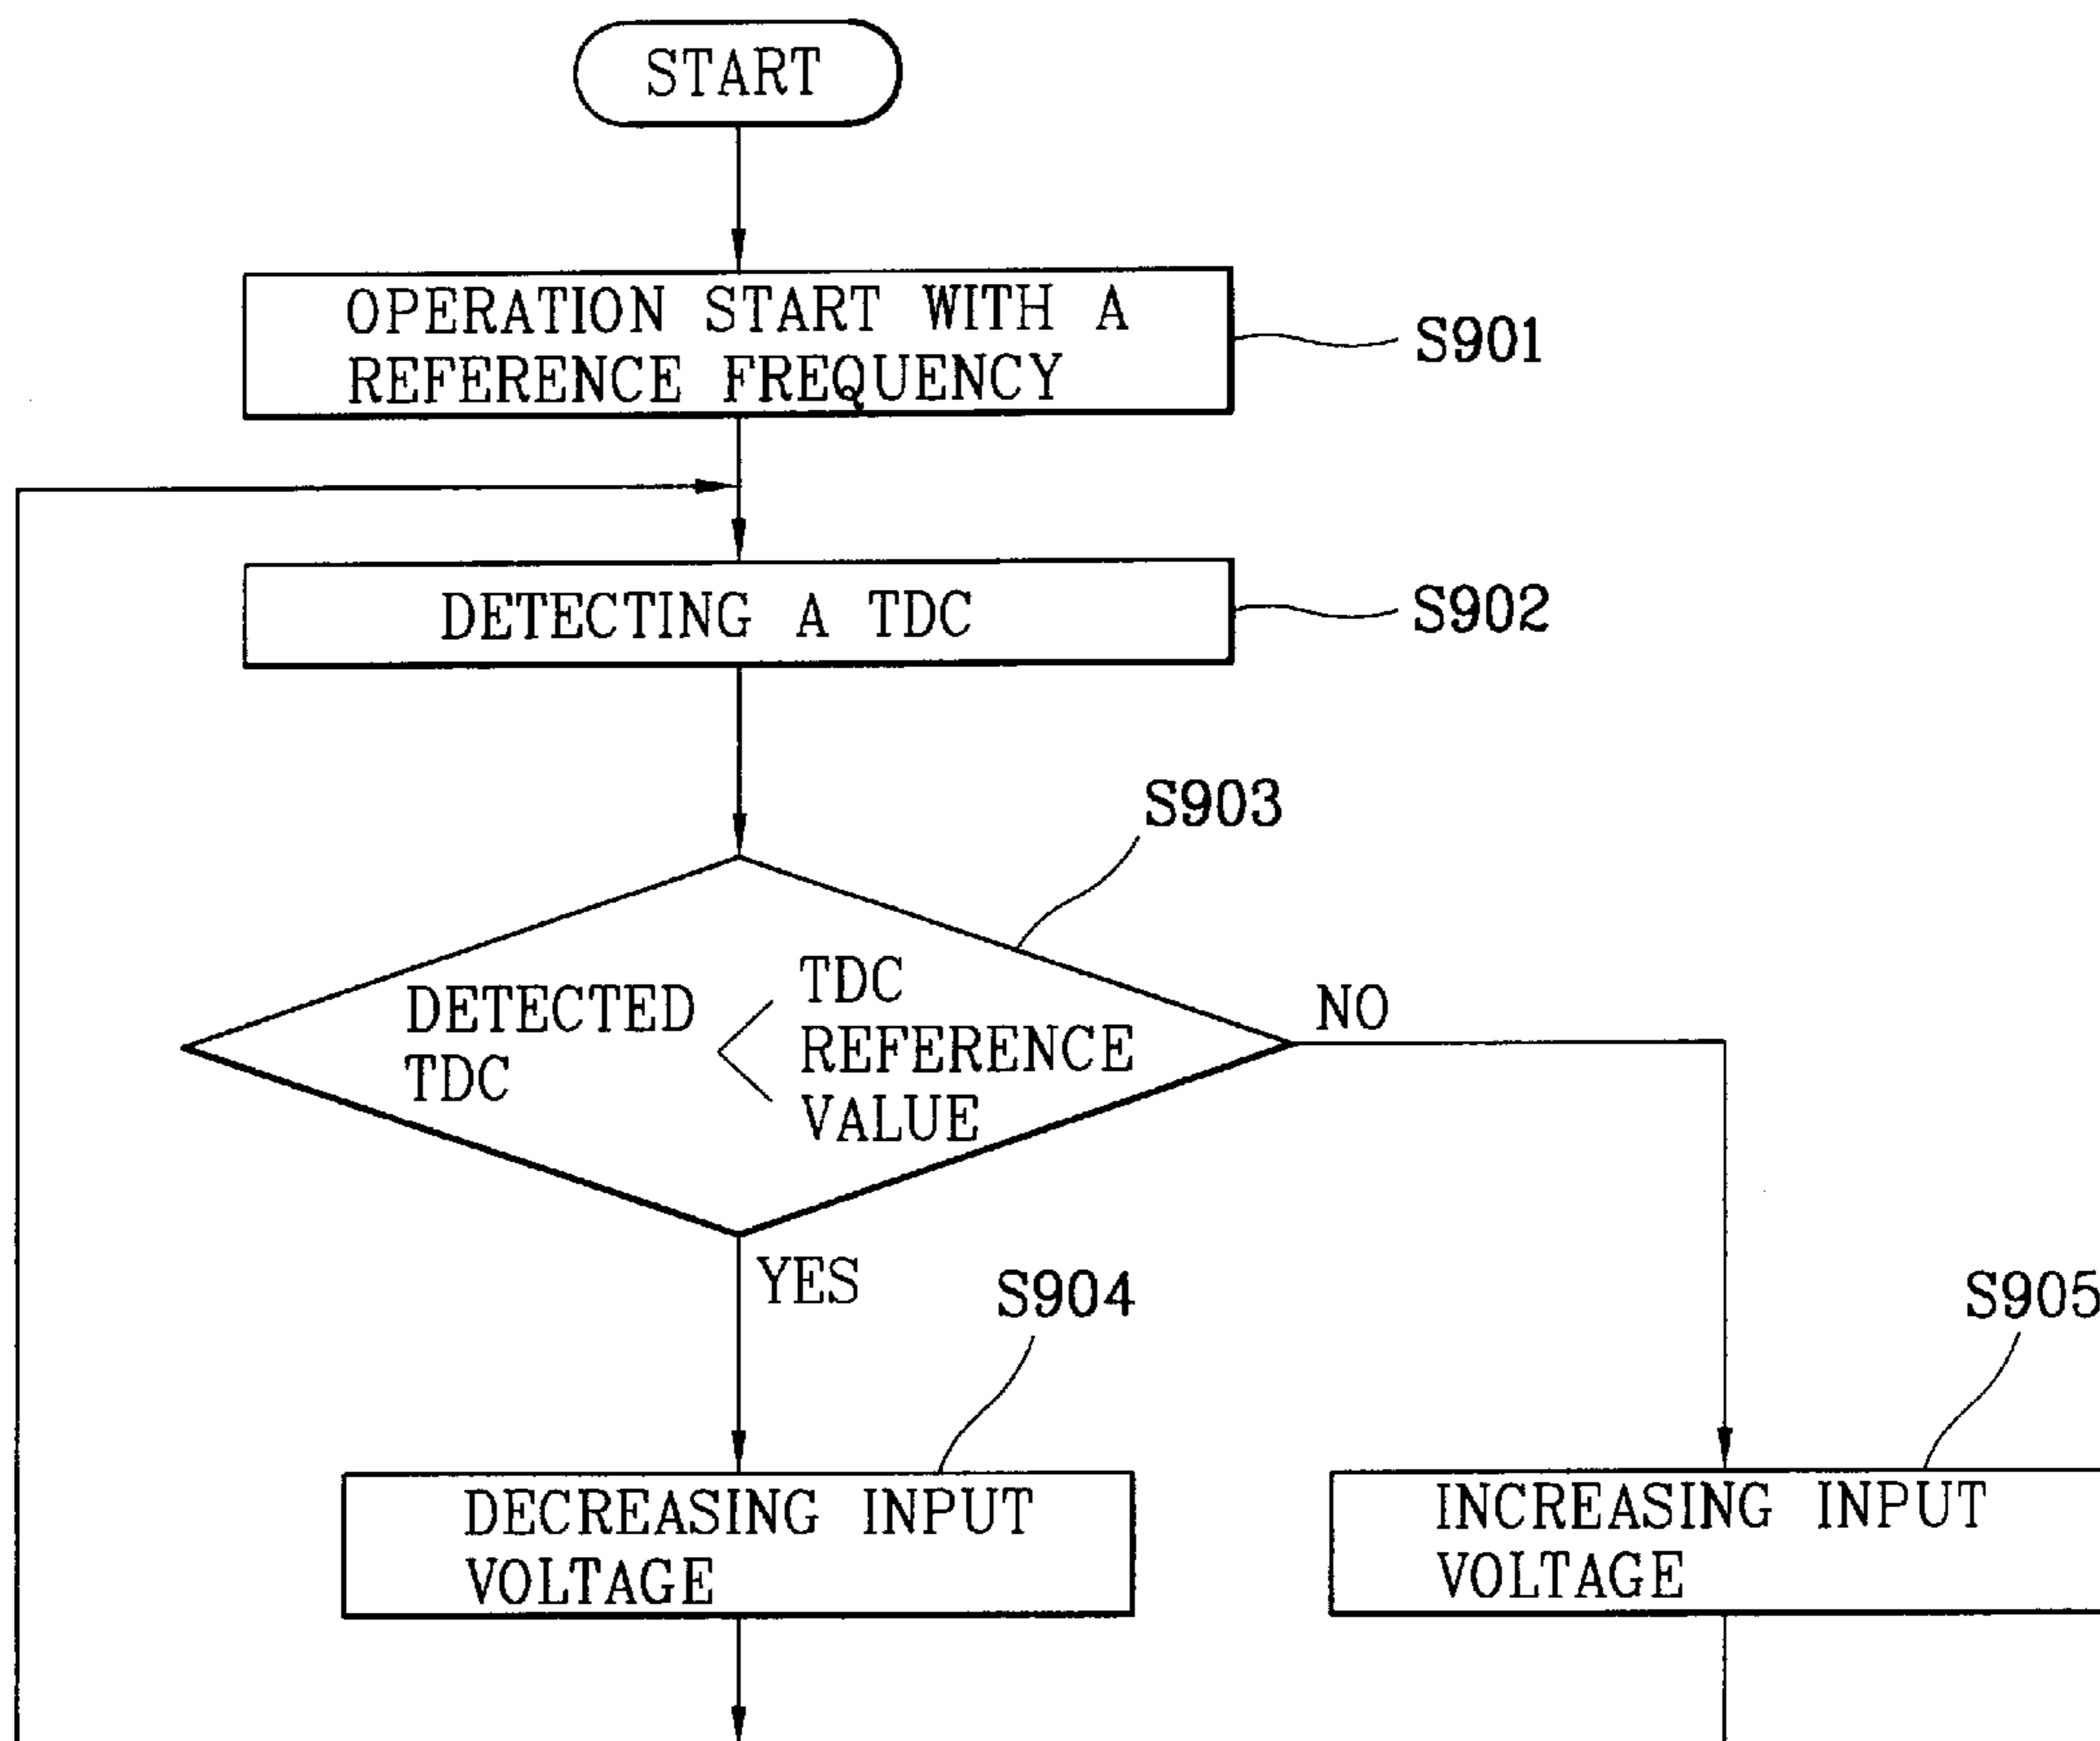 START
OPERATION START WITH A
REFERENCE FREQUENCY
S901
DETECTING A TDC
S902
S903
DETECTED
TDC
<
TDC
REFERENCE
VALUE
NO
YES
S904
S905
DECREASING INPUT
VOLTAGE
INCREASING INPUT
VOLTAGE